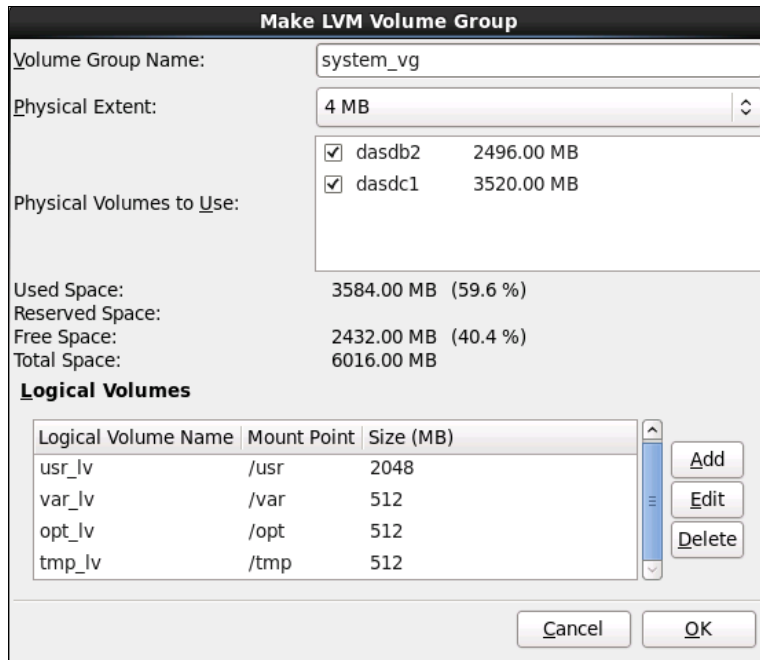 Make LVM Volume Group
Volume Group Name: system_vg
Physical Extent: 4 MB
Physical Volumes to Use:
dasdb2 2496.00 MB
dasdc1 3520.00 MB
Used Space: 3584.00 MB (59.6 %)
Reserved Space:
Free Space: 2432.00 MB (40.4 %)
Total Space: 6016.00 MB
Logical Volumes
Logical Volume Name Mount Point Size (MB)
usr_lv /usr 2048
var_lv /var 512
opt_lv /opt 512
tmp_lv /tmp 512
Add
Edit
Delete
Cancel OK